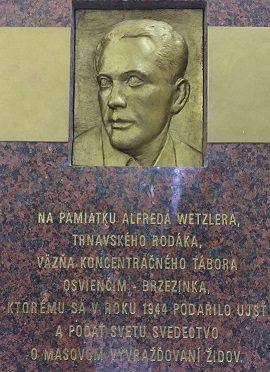 NA PAMIATKU ALFREDA WETZLERA,
TRNAVSKÉHO RODÁKA,
VÄZŇA KONCENTRAČNÉHO TÁBORA
OSVIENČIM - BRZEZINKA,
KTORÉMU SA V ROKU 1944 PODARILO UJSŤ
A PODAŤ SVETU SVEDECTVO
O MASOVOM VYVRAŽĎOVANÍ ŽIDOV.